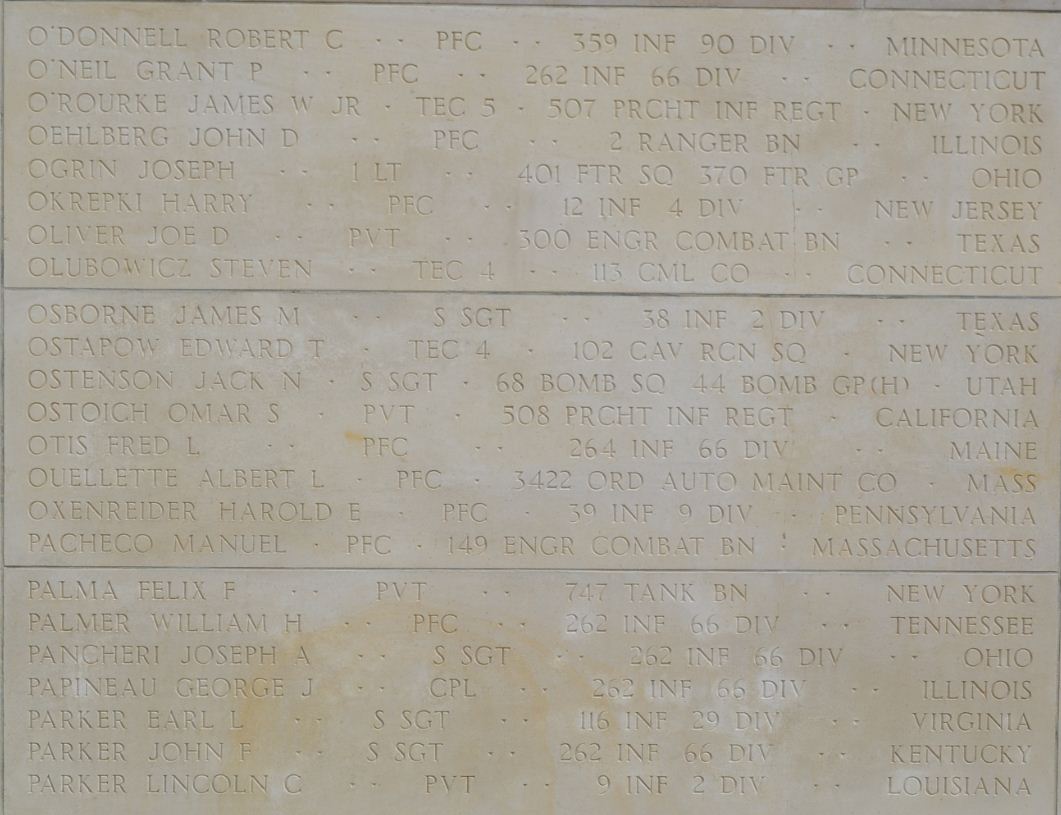 O'DONNELL ROBERT C · · PFC · · 359 INF 90 DIV · · MINNESOTA
O'NEIL GRANT P · · PFC · · 262 INF 66 DIV · · CONNECTICUT
O'ROURKE JAMES W JR · TEC 5 · 507 PRCHT INF REGT · NEW YORK
OEHLBERG JOHN D · · PFC · · 2 RANGER BN · · ILLINOIS
OGRIN JOSEPH · · 1 LT · · 401 FTR SQ 370 FTR GP · · OHIO
OKREPKI HARRY · · PFC · · 12 INF 4 DIV · · NEW JERSEY
OLIVER JOE D · · PVT · · 300 ENGR COMBAT BN · · TEXAS
OLUBOWICZ STEVEN · · TEC 4 · · 113 CML CO · · CONNECTICUT
OSBORNE JAMES M · · S SGT · · 38 INF 2 DIV · · TEXAS
OSTAPOW EDWARD T · TEC 4 · 102 CAV RCN SQ · NEW YORK
OSTENSON JACK N · S SGT · 68 BOMB SQ 44 BOMB GP(H) · UTAH
OSTOICH OMAR S · PVT · 508 PRCHT INF REGT · CALIFORNIA
OTIS FRED L · · PFC · · 264 INF 66 DIV · · MAINE
OUELLETTE ALBERT L · PFC · 3422 ORD AUTO MAINT CO · MASS
OXENREIDER HAROLD E · PFC · 39 INF 9 DIV · PENNSYLVANIA
PACHECO MANUEL · PFC · 149 ENGR COMBAT BN · MASSACHUSETTS
PALMA FELIX F · · PVT · · 747 TANK BN · · NEW YORK
PALMER WILLIAM H · · PFC · · 262 INF 66 DIV · · TENNESSEE
PANCHERI JOSEPH A · · S SGT · · 262 INF 66 DIV · · OHIO
PAPINEAU GEORGE J · · CPL · · 262 INF 66 DIV · · ILLINOIS
PARKER EARL L · · S SGT · · 116 INF 29 DIV · · VIRGINIA
PARKER JOHN F · · S SGT · · 262 INF 66 DIV · · KENTUCKY
PARKER LINCOLN C · · PVT · · 9 INF 2 DIV · · LOUISIANA